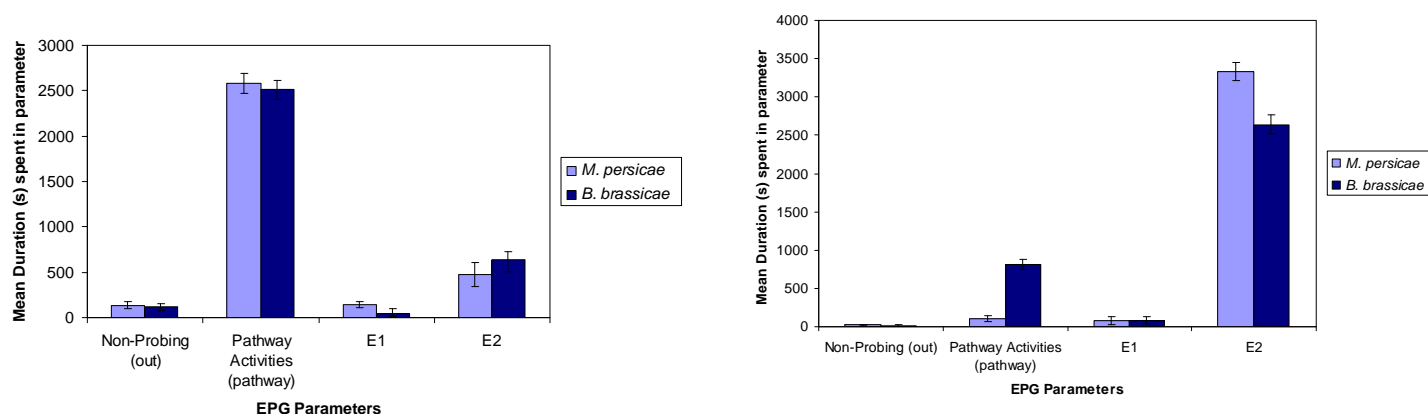 Mean Duration (s) spent in parameter
3000
2500
2000
1500
1000
500
0
Non-Probing
(out)
Pathway
Activities
(pathway)
E1
E2
EPG Parameters
M. persicae
B. brassicae
Mean Duration (s) spent in parameter
4000
3500
3000
2500
2000
1500
1000
500
0
Non-Probing (out)
Pathway Activities
(pathway)
E1
E2
EPG Parameters
M. persicae
B. brassicae